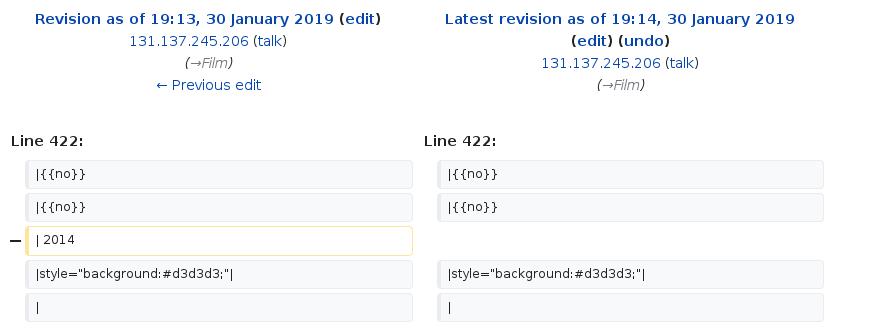 Revision as of 19:13, 30 January 2019 (edit)
131.137.245.206 (talk)
(→Film)
← Previous edit
Latest revision as of 19:14, 30 January 2019
(edit) (undo)
131.137.245.206 (talk)
(→Film)
Line 422:
Line 422:
|{{no}}
|{{no}}
|{{no}}
|{{no}}
− | 2014
|style="background:#d3d3d3;"|
|style="background:#d3d3d3;"|
|
|